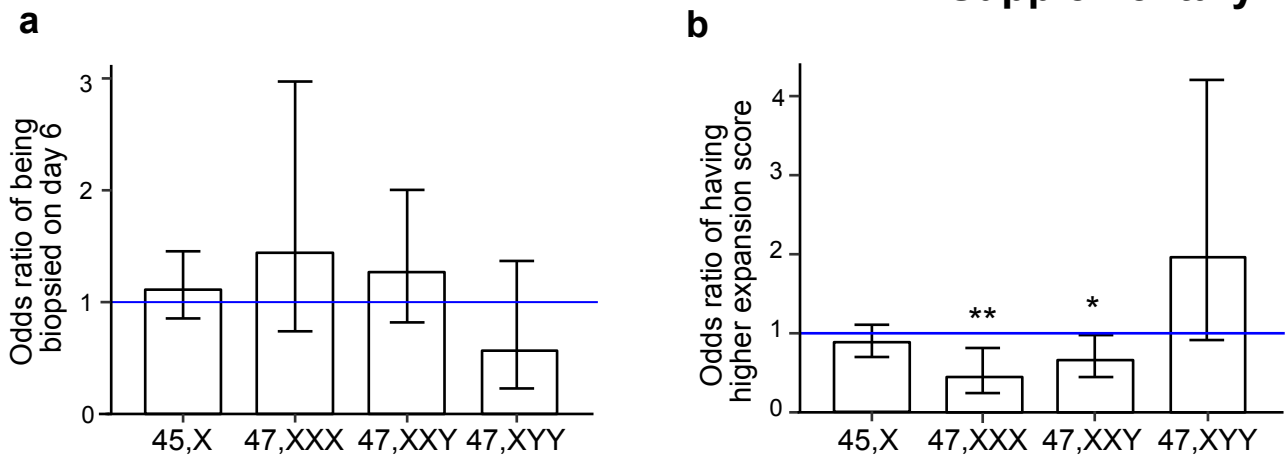 a
Odds ratio of being
biopsied on day 6
3
2
1
0
45,X 47,XXX 47,XXY 47,XYY
b
Odds ratio of having
higher expansion score
4
3
2
1
0
** *
45,X 47,XXX 47,XXY 47,XYY